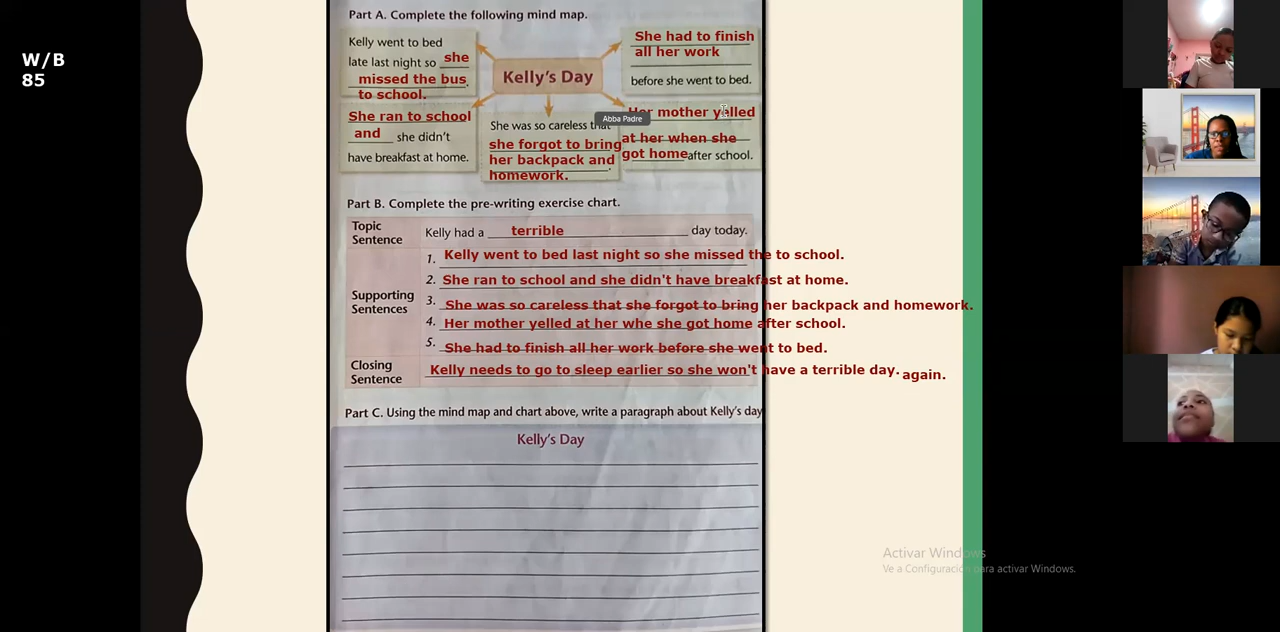 W/B
85
Part A. Complete the following mind map.
Kelly went to bed
late last night so she
missed the bus.
to school.
Kelly's Day
She had to finish
all her work
before she went to bed.
She ran to school
and she didn't
have breakfast at home.
She was so careless that
she forgot to bring
her backpack and
homework.
Abba Padre
Her mother yelled
at her when she
got home after school.
Part B. Complete the pre-writing exercise chart.
Topic
Sentence
Kelly had a terrible day today.
Supporting
Sentences
1. Kelly went to bed last night so she missed the to school.
2. She ran to school and she didn't have breakfast at home.
3. She was so careless that she forgot to bring her backpack and homework.
4. Her mother yelled at her whe she got home after school.
5. She had to finish all her work before she went to bed.
Closing
Sentence
Kelly needs to go to sleep earlier so she won't have a terrible day. again.
Part C. Using the mind map and chart above, write a paragraph about Kelly's day
Kelly's Day
Activar Windows
Ve a Configuración para activar Windows.